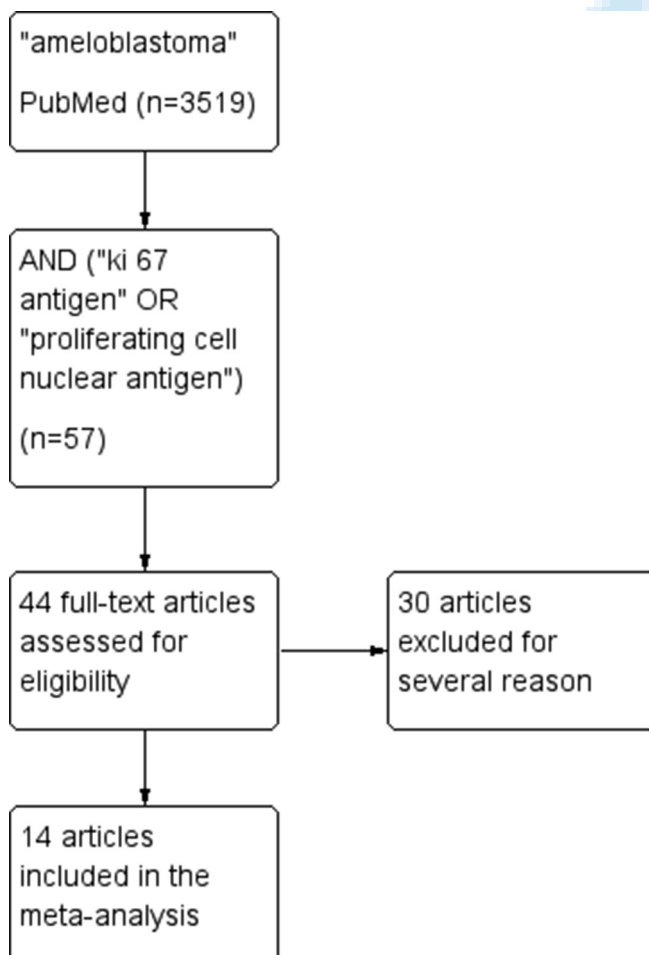 "ameloblastoma"
PubMed (n=3519)
AND ("ki 67
antigen" OR
"proliferating cell
nuclear antigen")
(n=57)
44 full-text articles
assessed for
eligibility
30 articles
excluded for
several reason
14 articles
included in the
meta-analysis